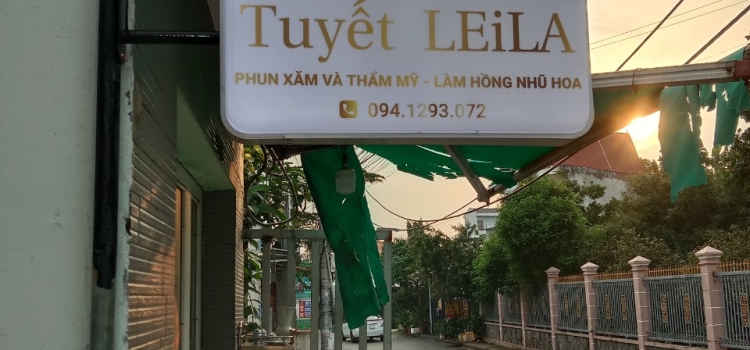 Tuyết LEiLA
PHUN XĂM VÀ THẨM MỸ - LÀM HỒNG NHŨ HOA
094.1293.072